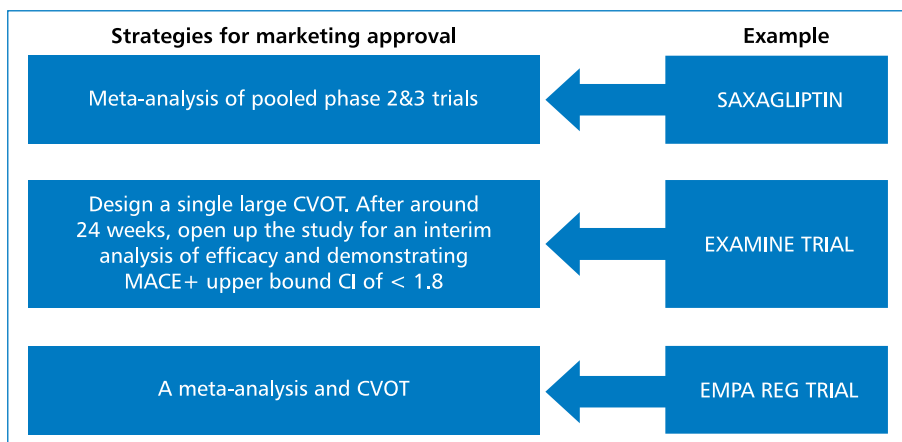 Strategies for marketing approval
Example
Meta-analysis of pooled phase 2&3 trials
SAXAGLIPTIN
Design a single large CVOT. After around
24 weeks, open up the study for an interim
analysis of efficacy and demonstrating
MACE+ upper bound CI of < 1.8
EXAMINE TRIAL
A meta-analysis and CVOT
EMPA REG TRIAL